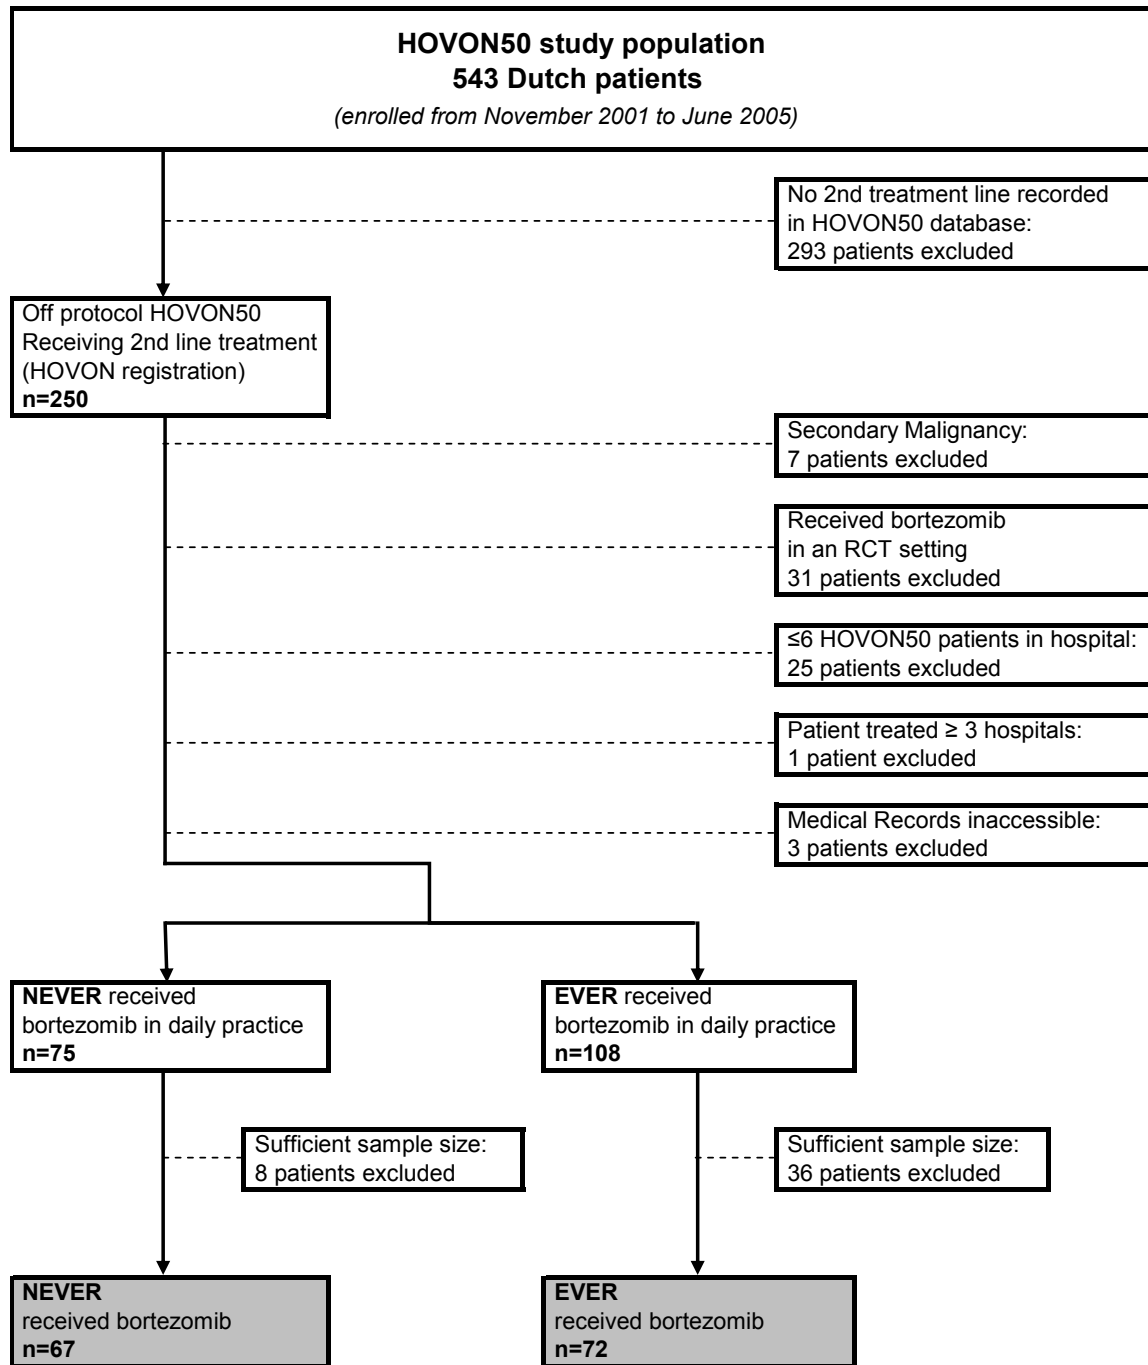 HOVON50 study population
543 Dutch patients
(enrolled from November 2001 to June 2005)
No 2nd treatment line recorded
in HOVON50 database:
293 patients excluded
Off protocol HOVON50
Receiving 2nd line treatment
(HOVON registration)
n=250
Secondary Malignancy:
7 patients excluded
Received bortezomib
in an RCT setting
31 patients excluded
≤6 HOVON50 patients in hospital:
25 patients excluded
Patient treated ≥ 3 hospitals:
1 patient excluded
Medical Records inaccessible:
3 patients excluded
NEVER received
bortezomib in daily practice
n=75
EVER received
bortezomib in daily practice
n=108
Sufficient sample size:
8 patients excluded
Sufficient sample size:
36 patients excluded
NEVER
received bortezomib
n=67
EVER
received bortezomib
n=72